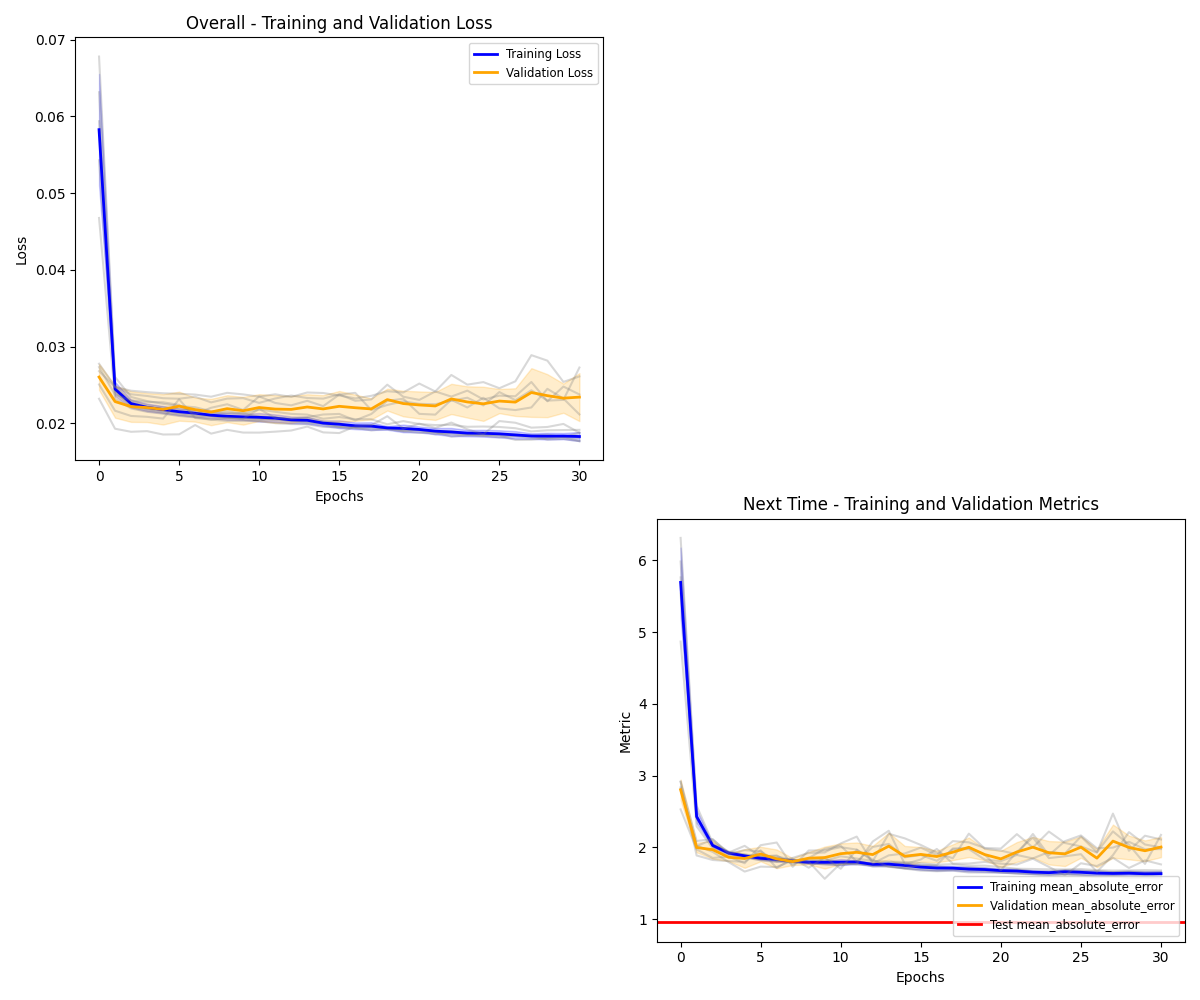 Overall - Training and Validation Loss
0.07
0.06
0.05
0.04
0.03
0.02
Loss
Training Loss
Validation Loss
0 5 10 15 20 25 30
Epochs
Next Time - Training and Validation Metrics
6
5
4
3
2
1
Metric
Training mean_absolute_error
Validation mean_absolute_error
Test mean_absolute_error
0 5 10 15 20 25 30
Epochs